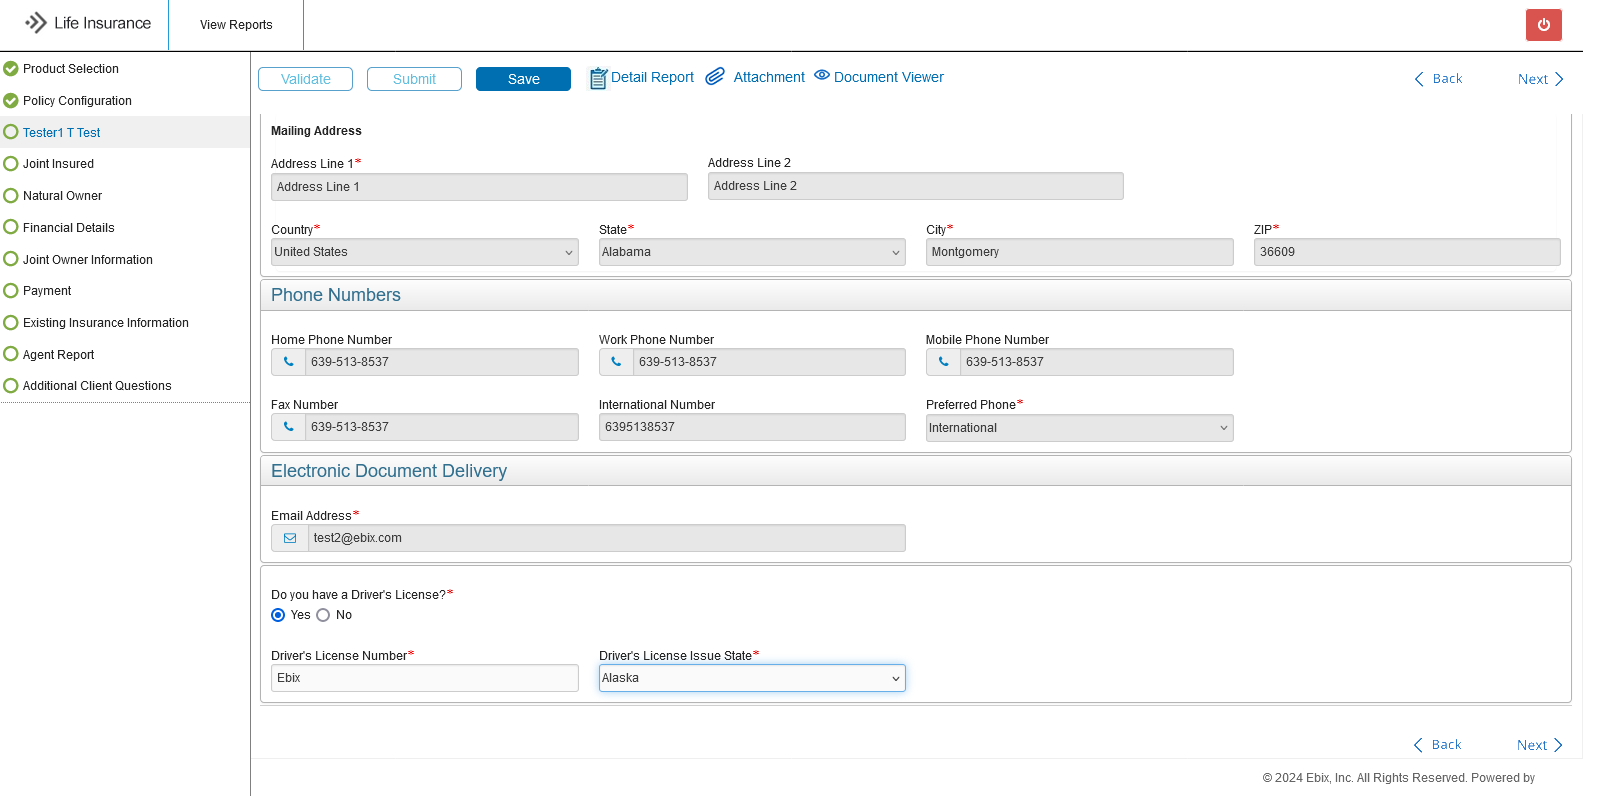 Life Insurance
View Reports
Product Selection
Policy Configuration
Tester1 T Test
Joint Insured
Natural Owner
Financial Details
Joint Owner Information
Payment
Existing Insurance Information
Agent Report
Additional Client Questions
Validate Submit Save Detail Report Attachment Document Viewer Back Next
Mailing Address
Address Line 1* Address Line 2
Address Line 1 Address Line 2
Country* State* City* ZIP*
United States Alabama Montgomery 36609
Phone Numbers
Home Phone Number Work Phone Number Mobile Phone Number
639-513-8537 639-513-8537 639-513-8537
Fax Number International Number Preferred Phone*
639-513-8537 6395138537 International
Electronic Document Delivery
Email Address*
test2@ebix.com
Do you have a Driver's License?*
Yes No
Driver's License Number* Driver's License Issue State*
Ebix Alaska
Back Next
© 2024 Ebix, Inc. All Rights Reserved. Powered by